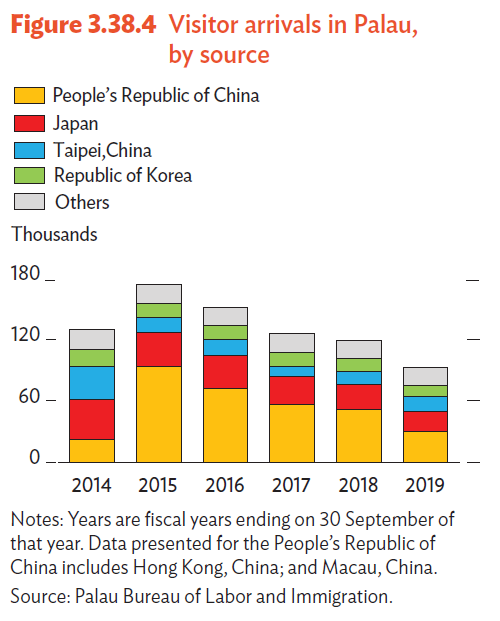 Figure 3.38.4 Visitor arrivals in Palau,
by source
People’s Republic of China
Japan
Taipei,China
Republic of Korea
Others
Thousands
180
120
60
0
2014 2015 2016 2017 2018 2019
Notes: Years are fiscal years ending on 30 September of
that year. Data presented for the People’s Republic of
China includes Hong Kong, China; and Macau, China.
Source: Palau Bureau of Labor and Immigration.